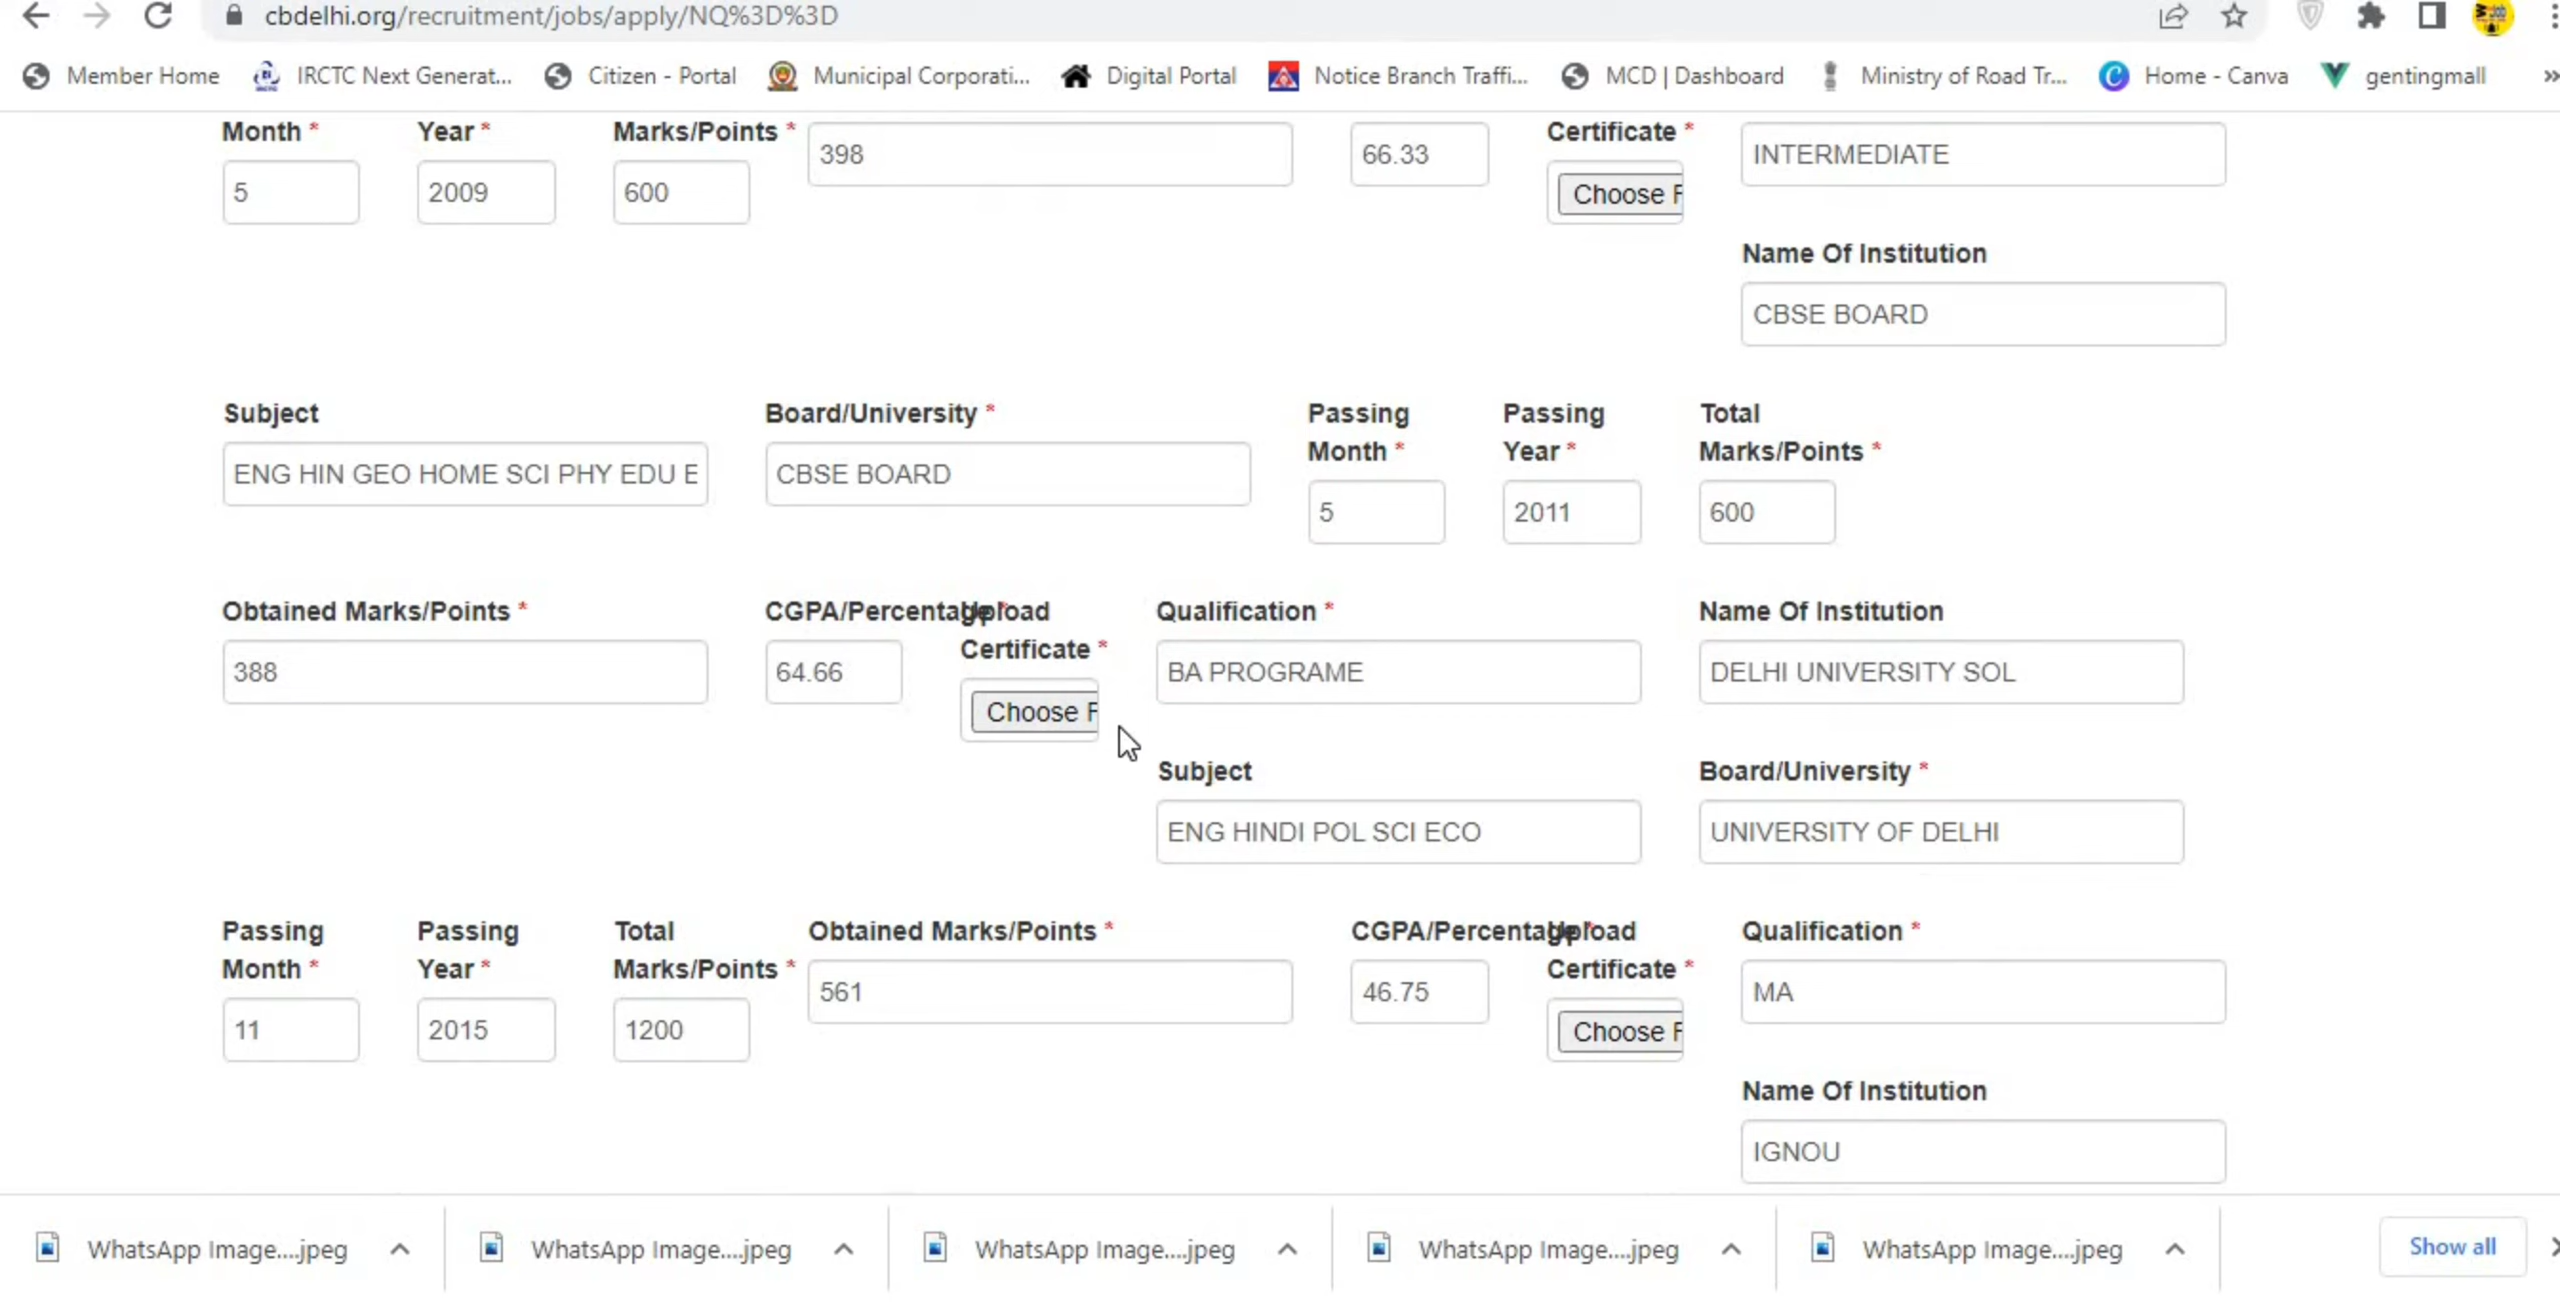 cbdelhi.org/recruitment/jobs/apply/NQ%3D%3D
Member Home IRCTC Next Generat... Citizen - Portal Municipal Corporati... Digital Portal Notice Branch Traffi... MCD | Dashboard Ministry of Road Tr... Home - Canva gentingmall »
Month * Year * Marks/Points * 398 66.33 Certificate * INTERMEDIATE
5 2009 600 Choose F
Name Of Institution
CBSE BOARD
Subject Board/University * Passing Passing Total
Month * Year * Marks/Points *
ENG HIN GEO HOME SCI PHY EDU E CBSE BOARD
5 2011 600
Obtained Marks/Points * CGPA/Percentage Upload Qualification * Name Of Institution
Certificate *
388 64.66 BA PROGRAME DELHI UNIVERSITY SOL
Choose F
Subject Board/University *
ENG HINDI POL SCI ECO UNIVERSITY OF DELHI
Passing Passing Total Obtained Marks/Points * CGPA/Percentage Upload Qualification *
Month * Year * Marks/Points * Certificate *
561 46.75 MA
11 2015 1200 Choose F
Name Of Institution
IGNOU
WhatsApp Image....jpeg WhatsApp Image....jpeg WhatsApp Image....jpeg WhatsApp Image....jpeg WhatsApp Image....jpeg Show all